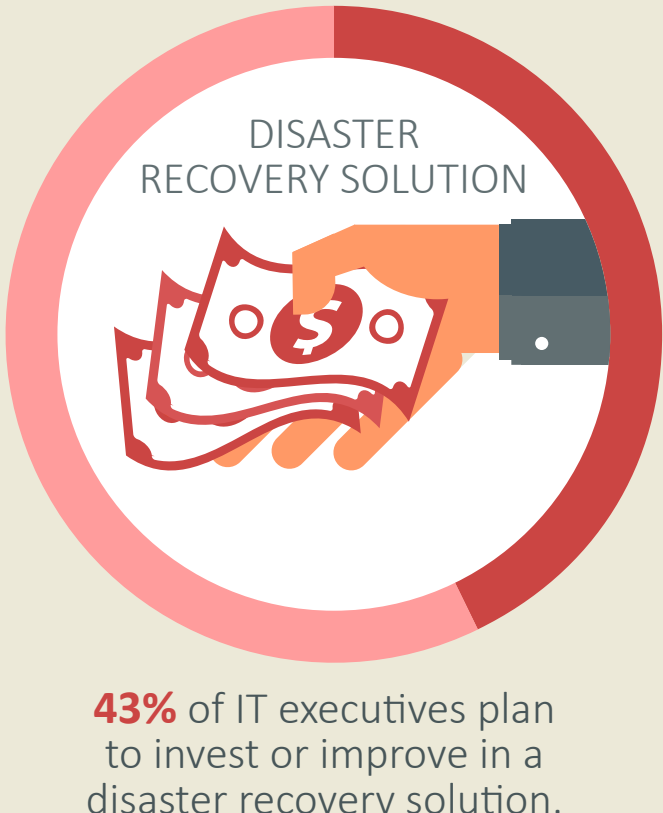 DISASTER
RECOVERY SOLUTION
$
43% of IT executives plan
to invest or improve in a
disaster recovery solution.